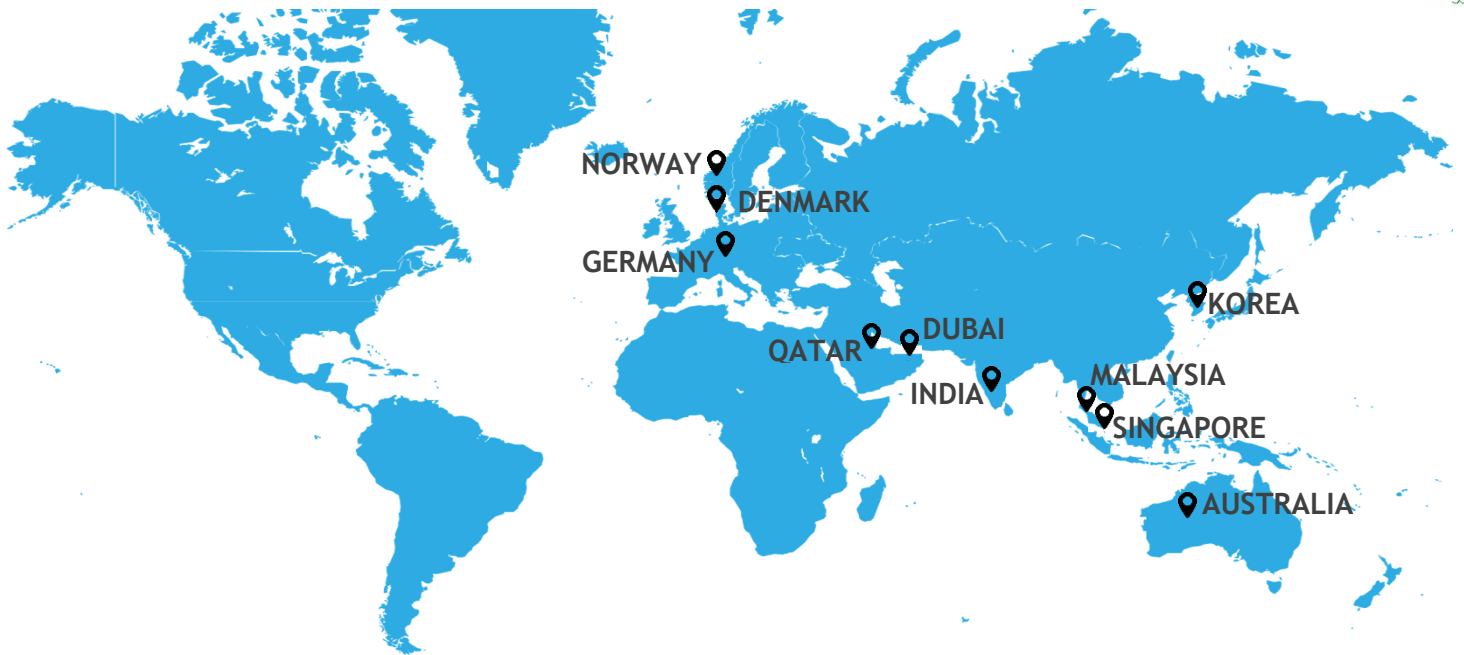 NORWAY
DENMARK
GERMANY
KOREA
DUBAI
QATAR
MALAYSIA
INDIA
SINGAPORE
AUSTRALIA